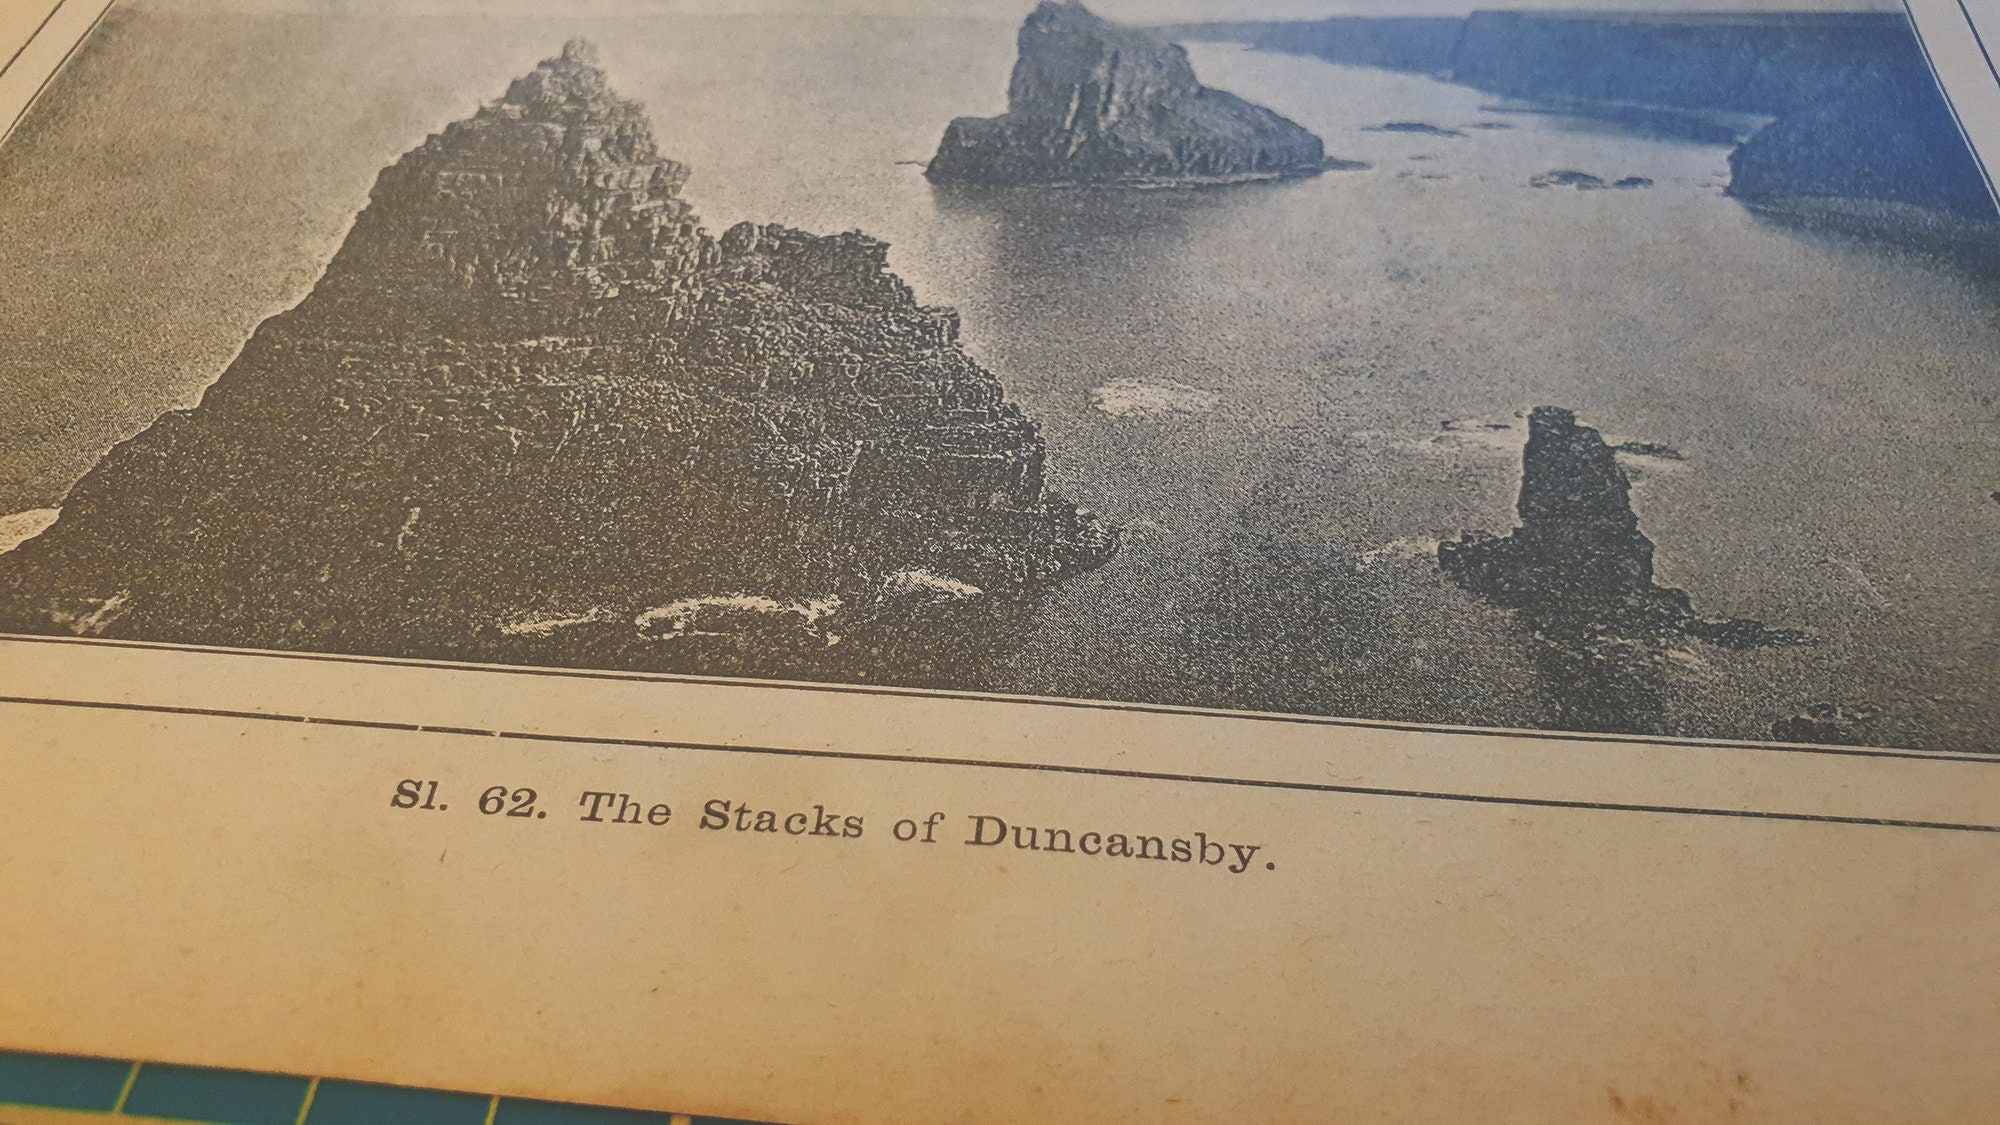 Sl. 62. The Stacks of Duncansby.